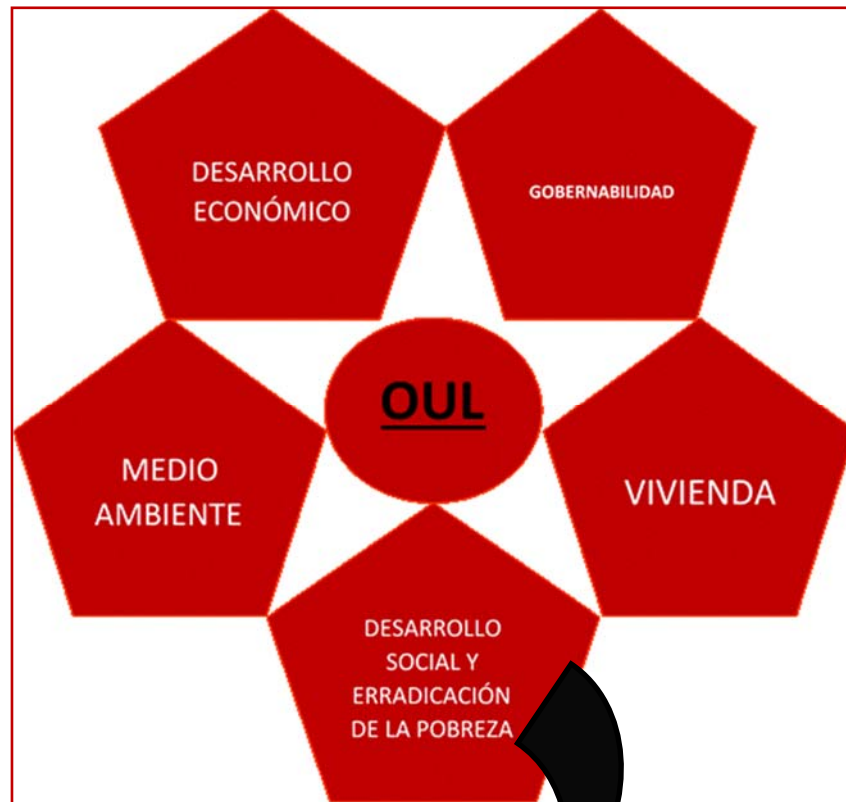 DESARROLLO
ECONÓMICO
GOBERNABILIDAD
OUL
MEDIO
AMBIENTE
VIVIENDA
DESARROLLO
SOCIAL Y
ERRADICACIÓN
DE LA POBREZA